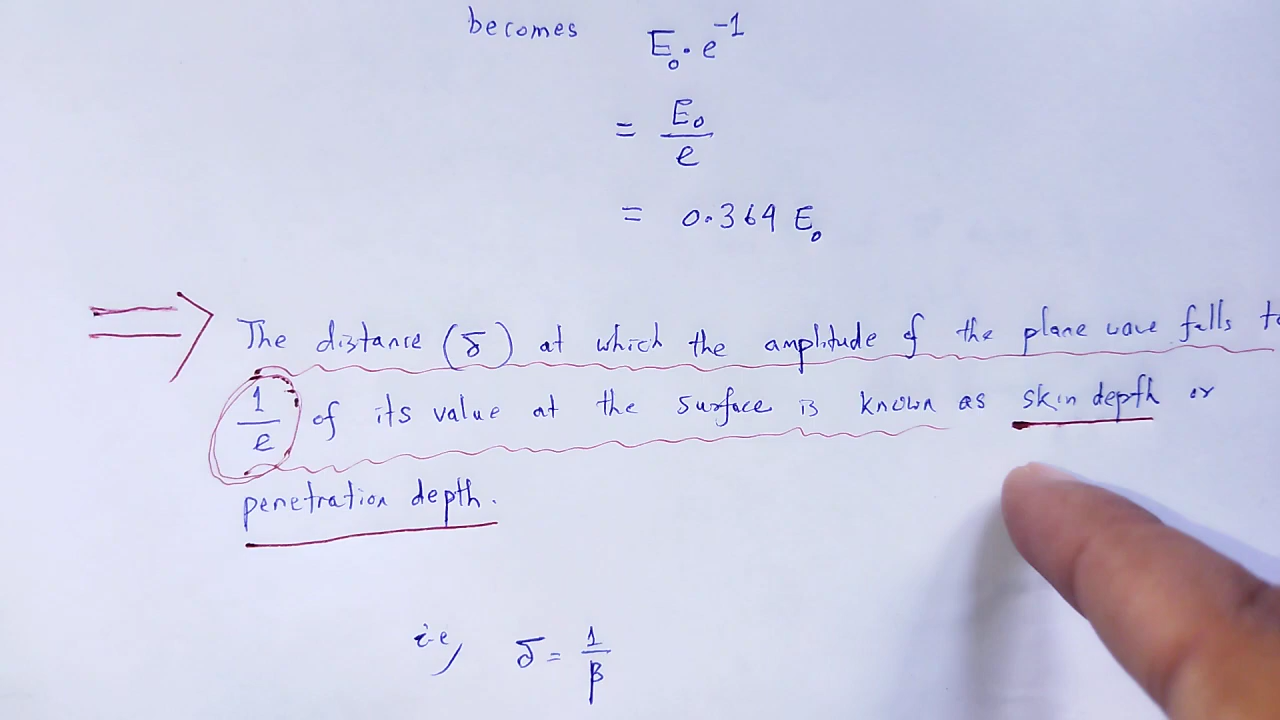 becomes E₀·e⁻¹
= E₀/e
= 0.369 E₀
The distance (δ) at which the amplitude of the plane wave falls to
1/e of its value at the surface is known as skin depth or
penetration depth.
i.e, δ = 1/β